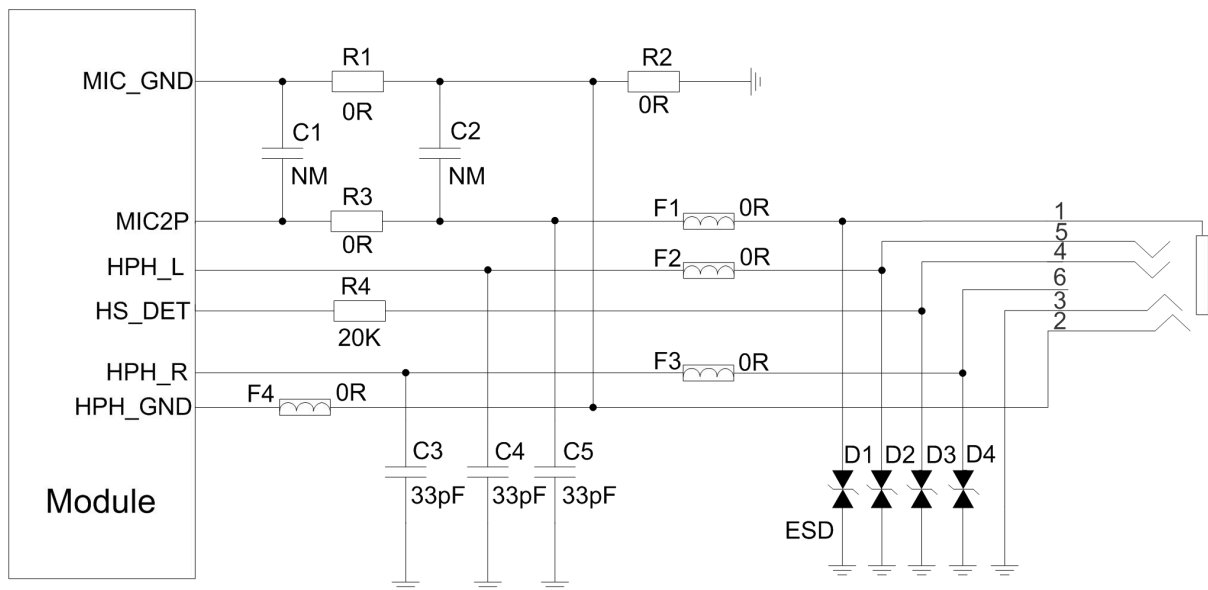 R1
R2
MIC_GND
0R
0R
C1
C2
NM
NM
R3
F1
0R
1
MIC2P
0R
5
HPH_L
F2
0R
4
R4
6
HS_DET
3
20K
2
F3
0R
HPH_R
F4
0R
HPH_GND
C3
C4
C5
D1
D2
D3
D4
33pF
33pF
33pF
Module
ESD